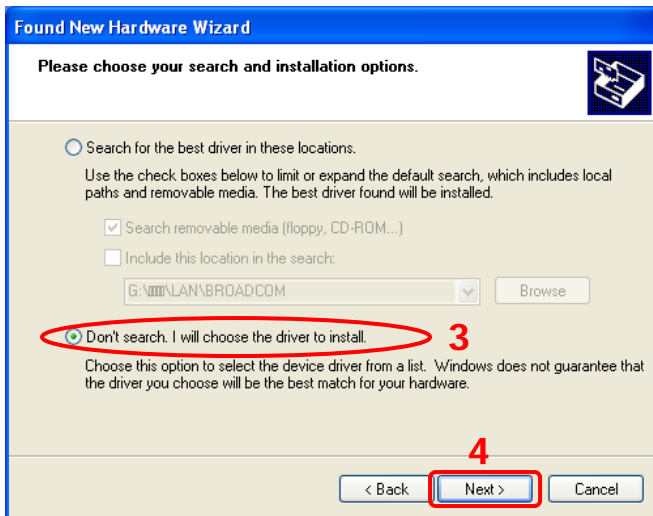 Found New Hardware Wizard
Please choose your search and installation options.
Search for the best driver in these locations.
Use the check boxes below to limit or expand the default search, which includes local
paths and removable media. The best driver found will be installed.
Search removable media (floppy, CD-ROM...)
Include this location in the search:
G:\ \LAN\BROADCOM
Browse
Don't search. I will choose the driver to install.
3
Choose this option to select the device driver from a list. Windows does not guarantee that
the driver you choose will be the best match for your hardware.
4
< Back
Next >
Cancel